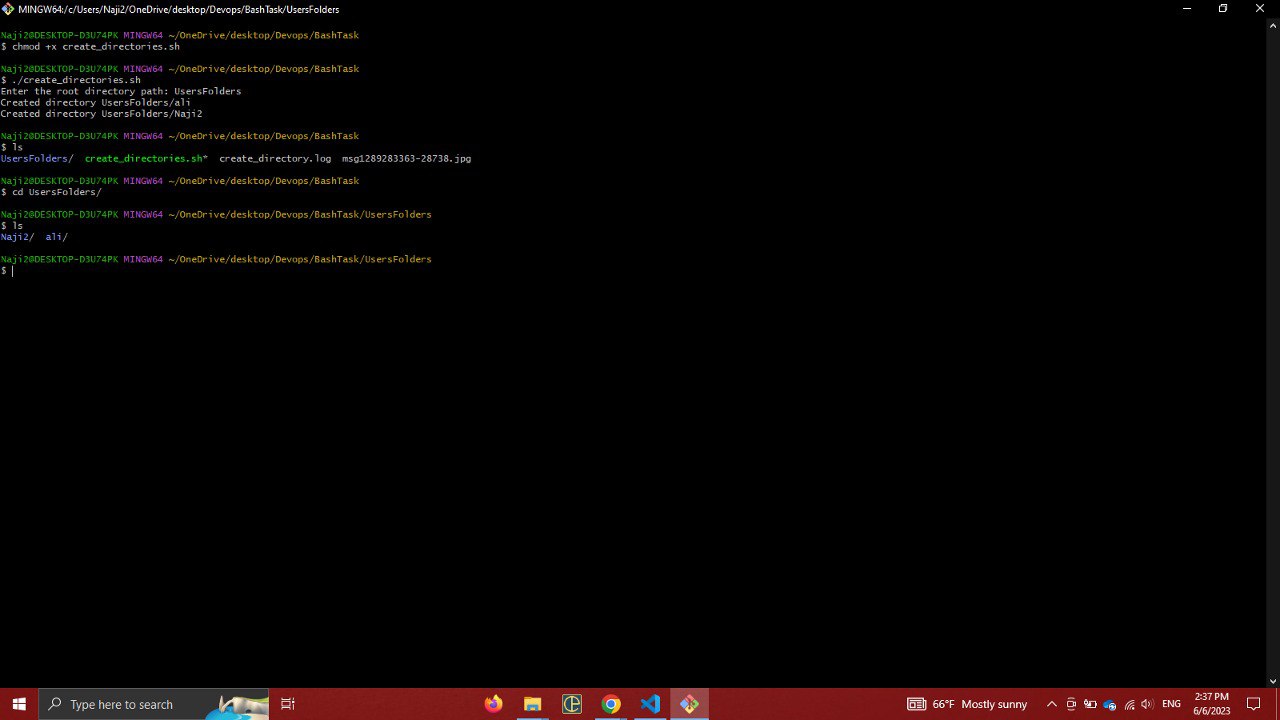 MINGW64:/c/Users/Naji2/OneDrive/desktop/Devops/BashTask/UsersFolders
Naji2@DESKTOP-D3U74PK MINGW64 ~/OneDrive/desktop/Devops/BashTask
$ chmod +x create_directories.sh
Naji2@DESKTOP-D3U74PK MINGW64 ~/OneDrive/desktop/Devops/BashTask
$ ./create_directories.sh
Enter the root directory path: UsersFolders
Created directory UsersFolders/ali
Created directory UsersFolders/Naji2
Naji2@DESKTOP-D3U74PK MINGW64 ~/OneDrive/desktop/Devops/BashTask
$ ls
UsersFolders/  create_directories.sh*  create_directory.log  msg1289283363-28738.jpg
Naji2@DESKTOP-D3U74PK MINGW64 ~/OneDrive/desktop/Devops/BashTask
$ cd UsersFolders/
Naji2@DESKTOP-D3U74PK MINGW64 ~/OneDrive/desktop/Devops/BashTask/UsersFolders
$ ls
Naji2/  ali/
Naji2@DESKTOP-D3U74PK MINGW64 ~/OneDrive/desktop/Devops/BashTask/UsersFolders
$
Type here to search
66°F Mostly sunny
ENG
2:37 PM
6/6/2023